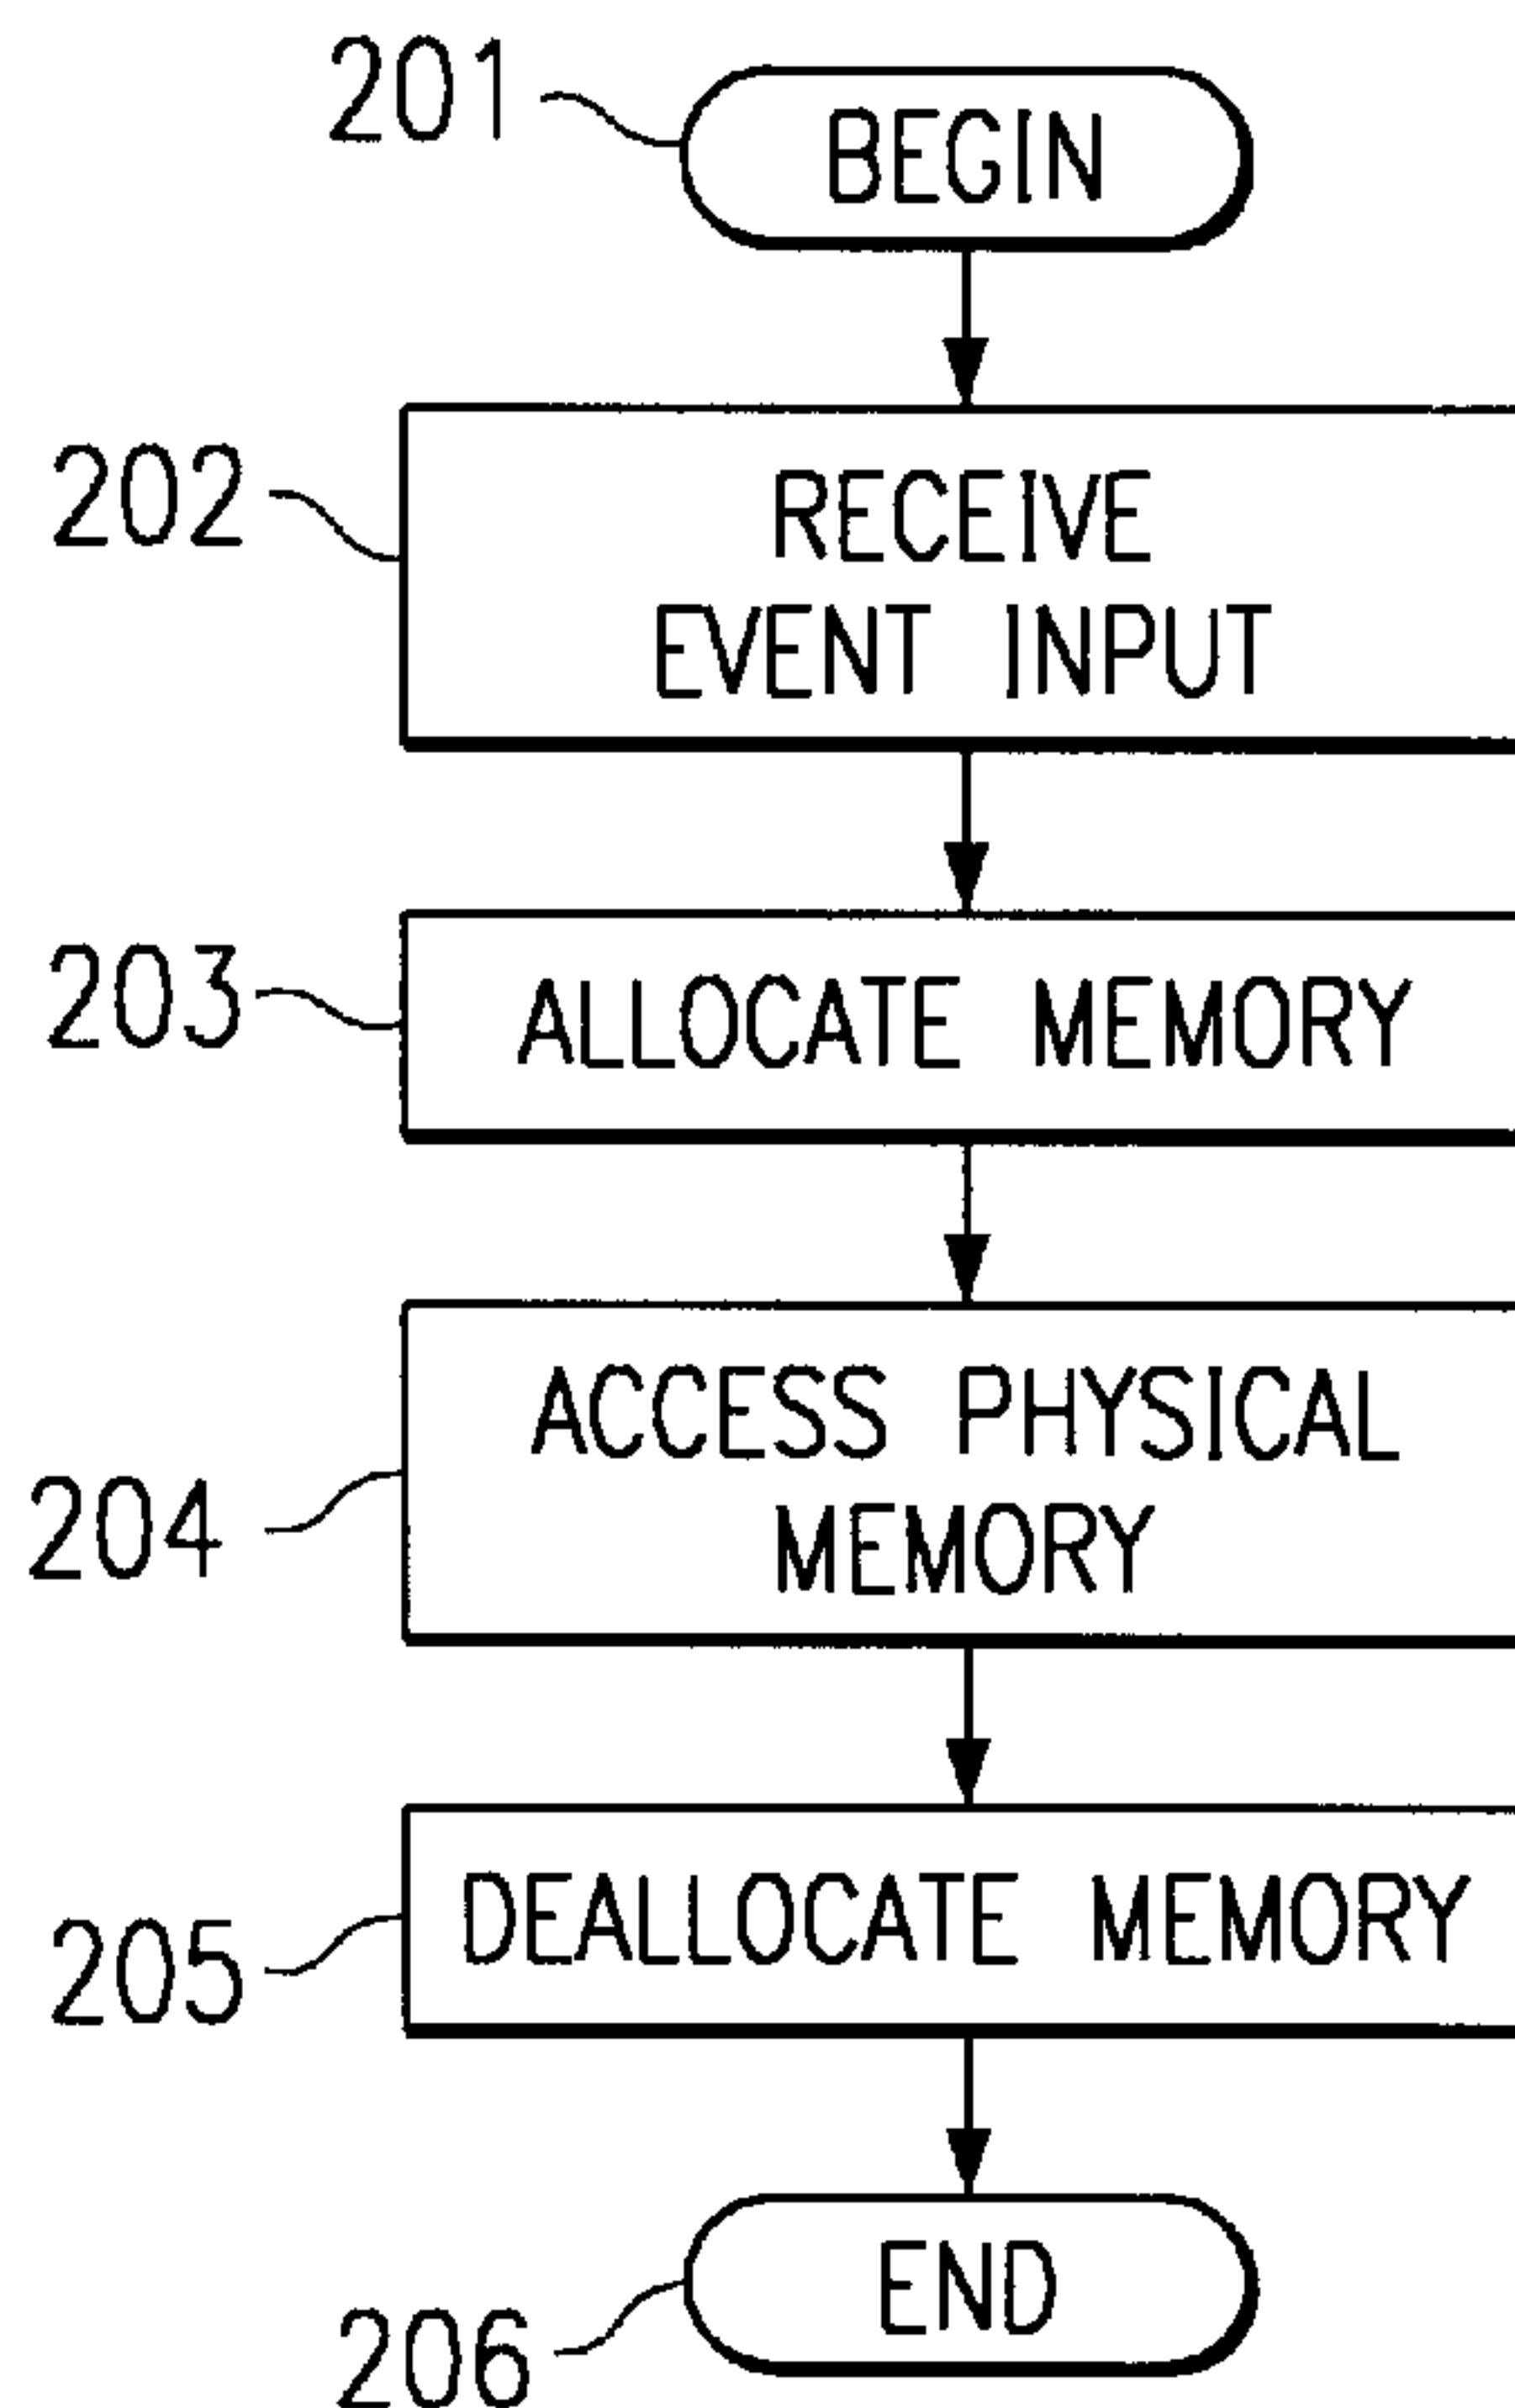 201
BEGIN
202
RECEIVE
EVENT INPUT
203
ALLOCATE MEMORY
ACCESS PHYSICAL
MEMORY
204
DEALLOCATE MEMORY
205
END
206